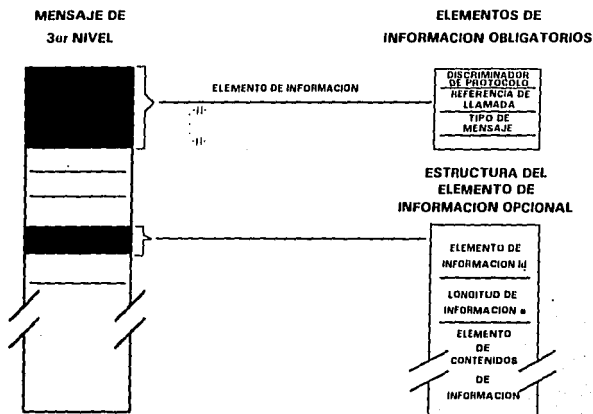 MENSAJE DE
3er NIVEL
ELEMENTOS DE
INFORMACION OBLIGATORIOS
ELEMENTO DE INFORMACION
DISCRIMINADOR
DE PROTOCOLO
REFERENCIA DE
LLAMADA
TIPO DE
MENSAJE
ESTRUCTURA DEL
ELEMENTO DE
INFORMACION OPCIONAL
ELEMENTO DE
INFORMACION Id
LONGITUD DE
INFORMACION
ELEMENTO
DE
CONTENIDOS
DE
INFORMACION